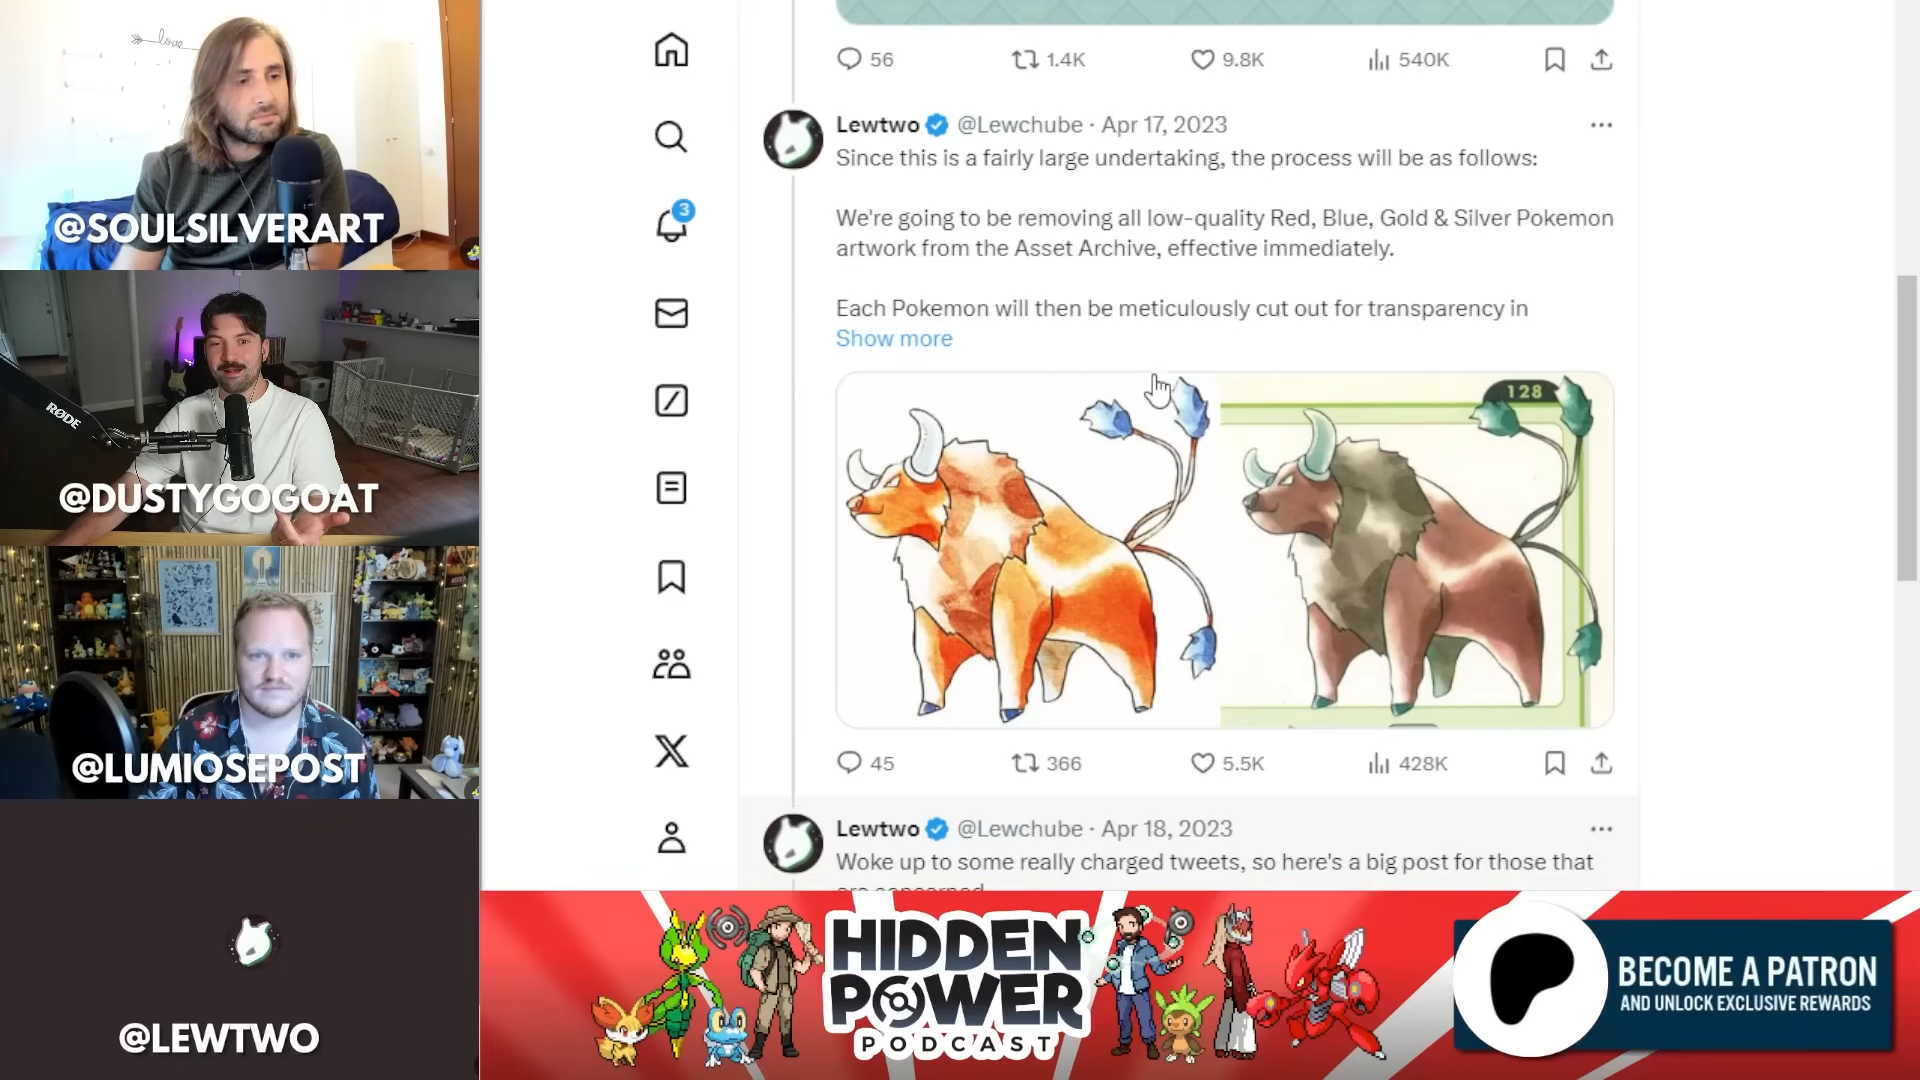 love
@SOULSILVERART
RØDE
@DUSTYGOGOAT
@LUMIOSEPOST
@LEWTWO
56
1.4K
9.8K
540K
3
Lewtwo @Lewchube · Apr 17, 2023
Since this is a fairly large undertaking, the process will be as follows:
We're going to be removing all low-quality Red, Blue, Gold & Silver Pokemon
artwork from the Asset Archive, effective immediately.
Each Pokemon will then be meticulously cut out for transparency in
Show more
128
45
366
5.5K
428K
Lewtwo @Lewchube · Apr 18, 2023
Woke up to some really charged tweets, so here's a big post for those that
are concerned
HIDDEN
POWER
PODCAST
BECOME A PATRON
AND UNLOCK EXCLUSIVE REWARDS